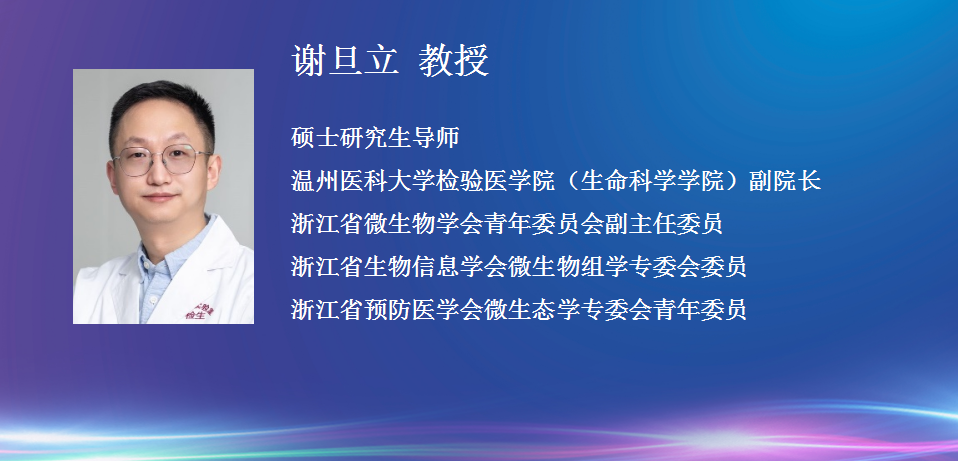 谢旦立 教授
硕士研究生导师
温州医科大学检验医学院（生命科学学院）副院长
浙江省微生物学会青年委员会副主任委员
浙江省生物信息学会微生物组学专委会委员
浙江省预防医学会微生态学专委会青年委员